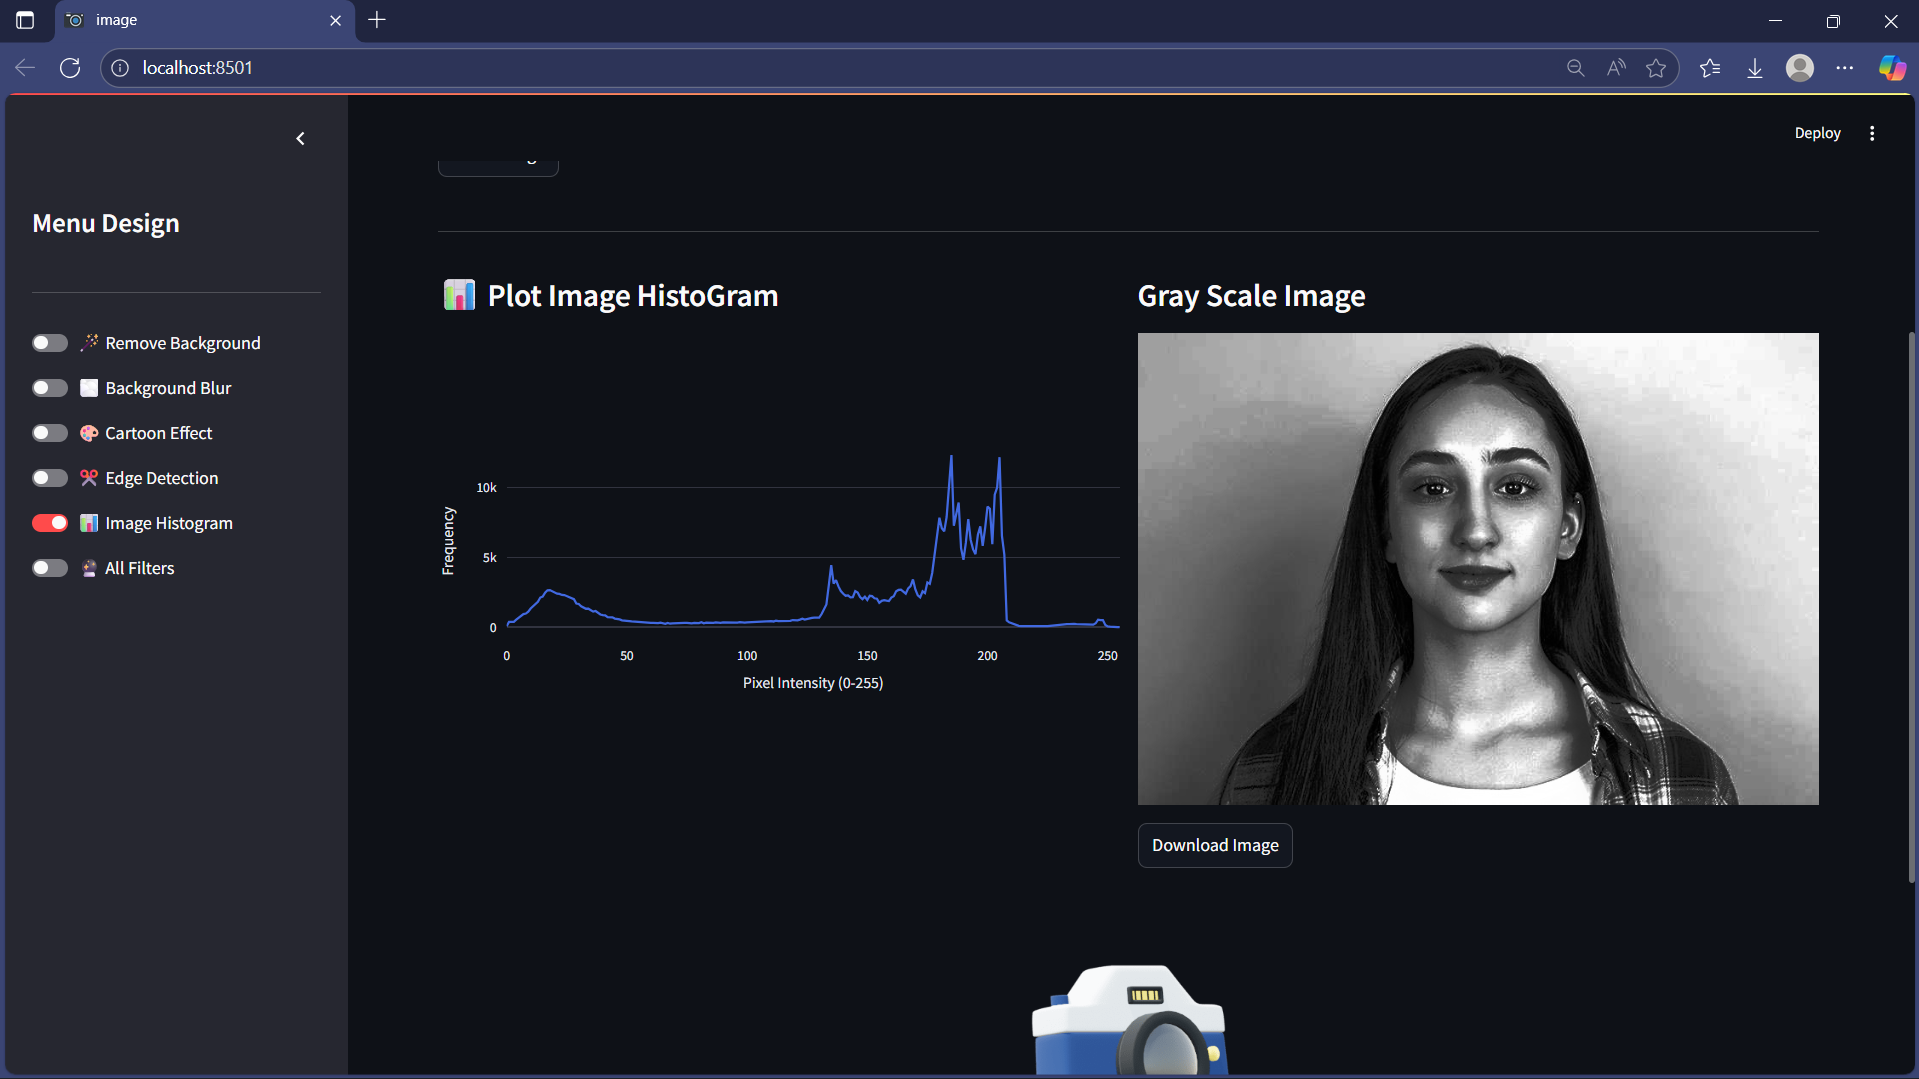 image
localhost:8501
Deploy
Menu Design
Remove Background
Background Blur
Cartoon Effect
Edge Detection
Image Histogram
All Filters
Plot Image HistoGram
Frequency
10k
5k
0
0 50 100 150 200 250
Pixel Intensity (0-255)
Gray Scale Image
Download Image